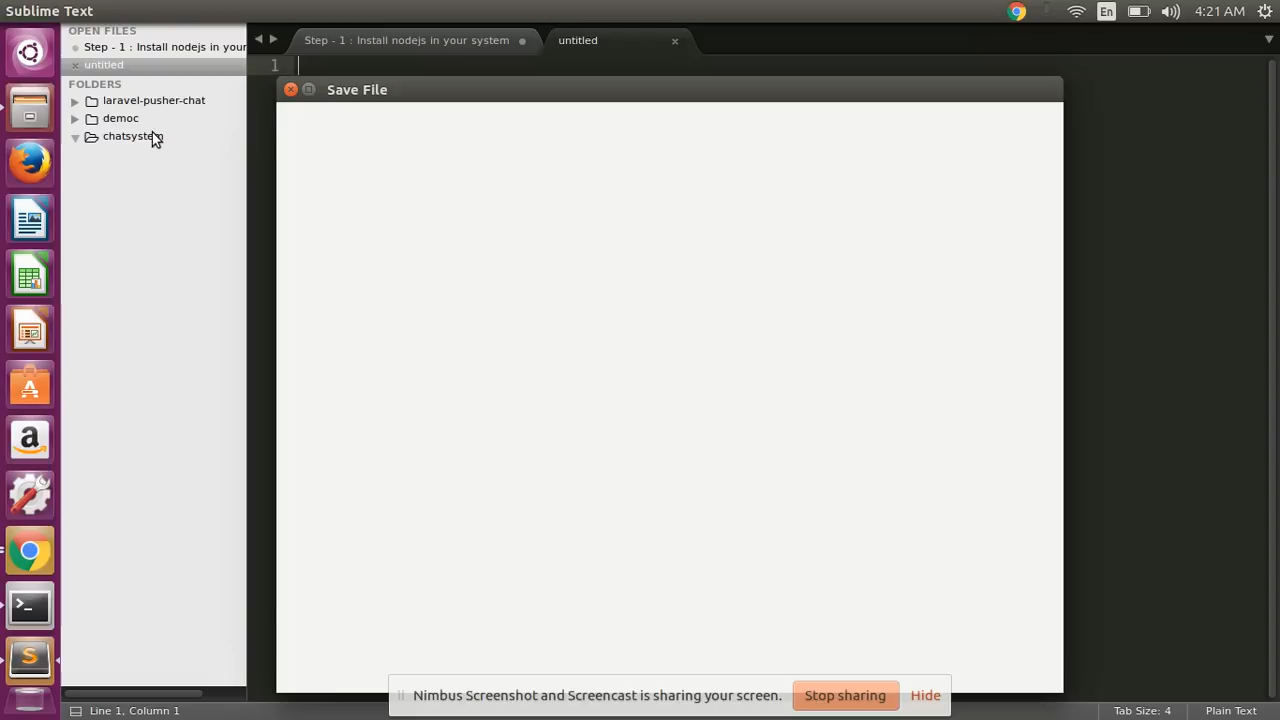 Sublime Text
En
4:21 AM
OPEN FILES
Step - 1 : Install nodejs in your
untitled
FOLDERS
laravel-pusher-chat
democ
chatsystem
Step - 1 : Install nodejs in your system
untitled
1
Save File
Nimbus Screenshot and Screencast is sharing your screen.
Stop sharing
Hide
Line 1, Column 1
Tab Size: 4
Plain Text